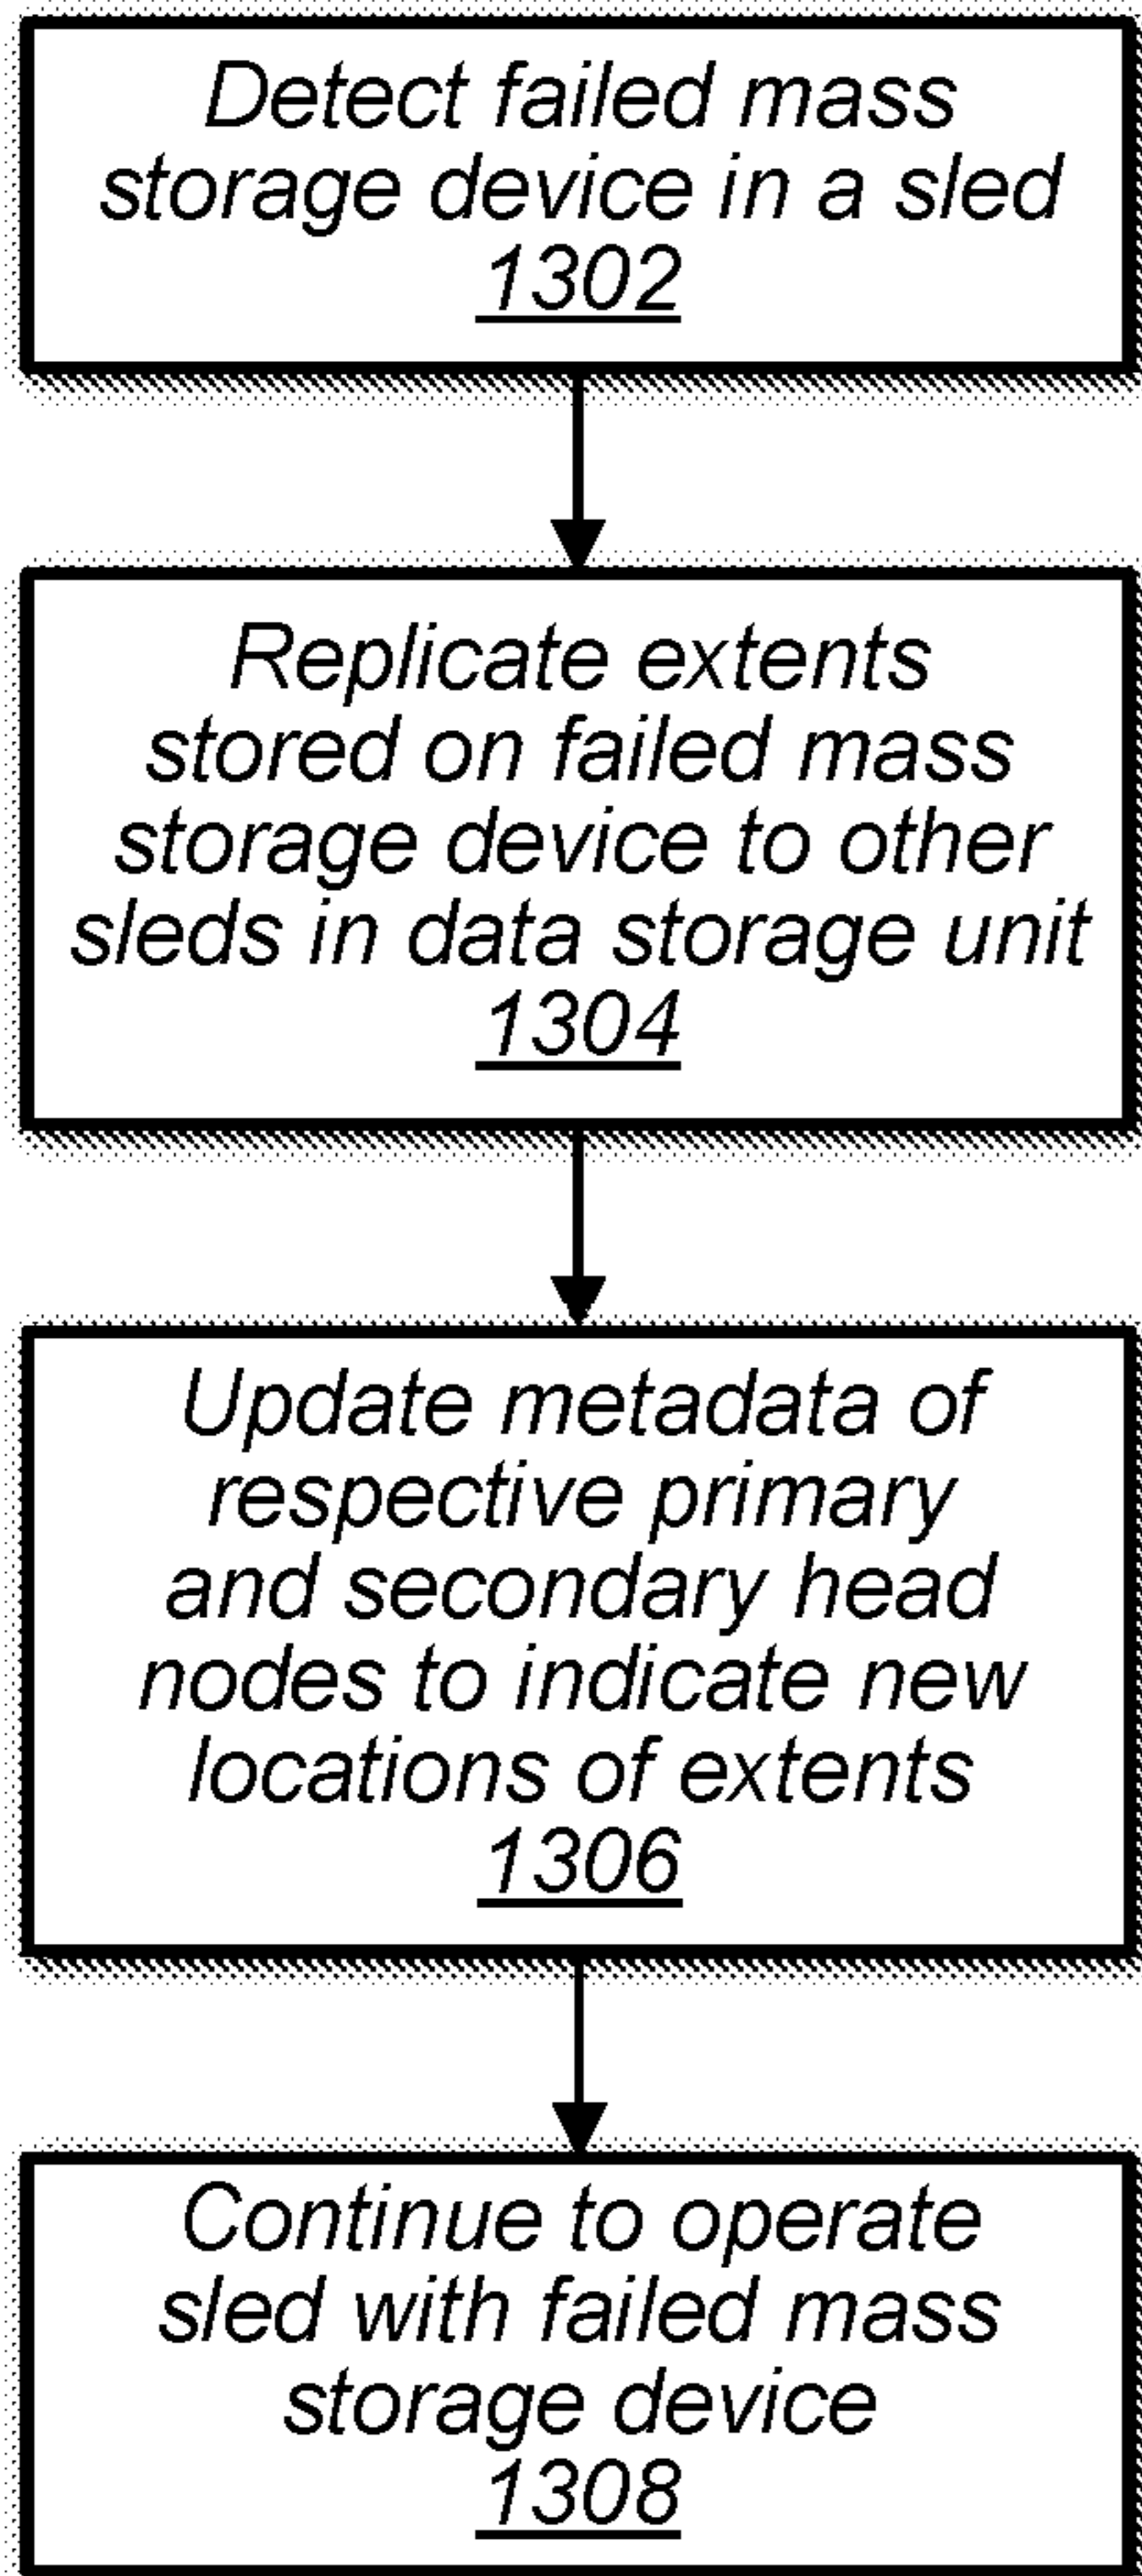 Detect failed mass
storage device in a sled
1302
Replicate extents
stored on failed mass
storage device to other
sleds in data storage unit
1304
Update metadata of
respective primary
and secondary head
nodes to indicate new
locations of extents
1306
Continue to operate
sled with failed mass
storage device
1308